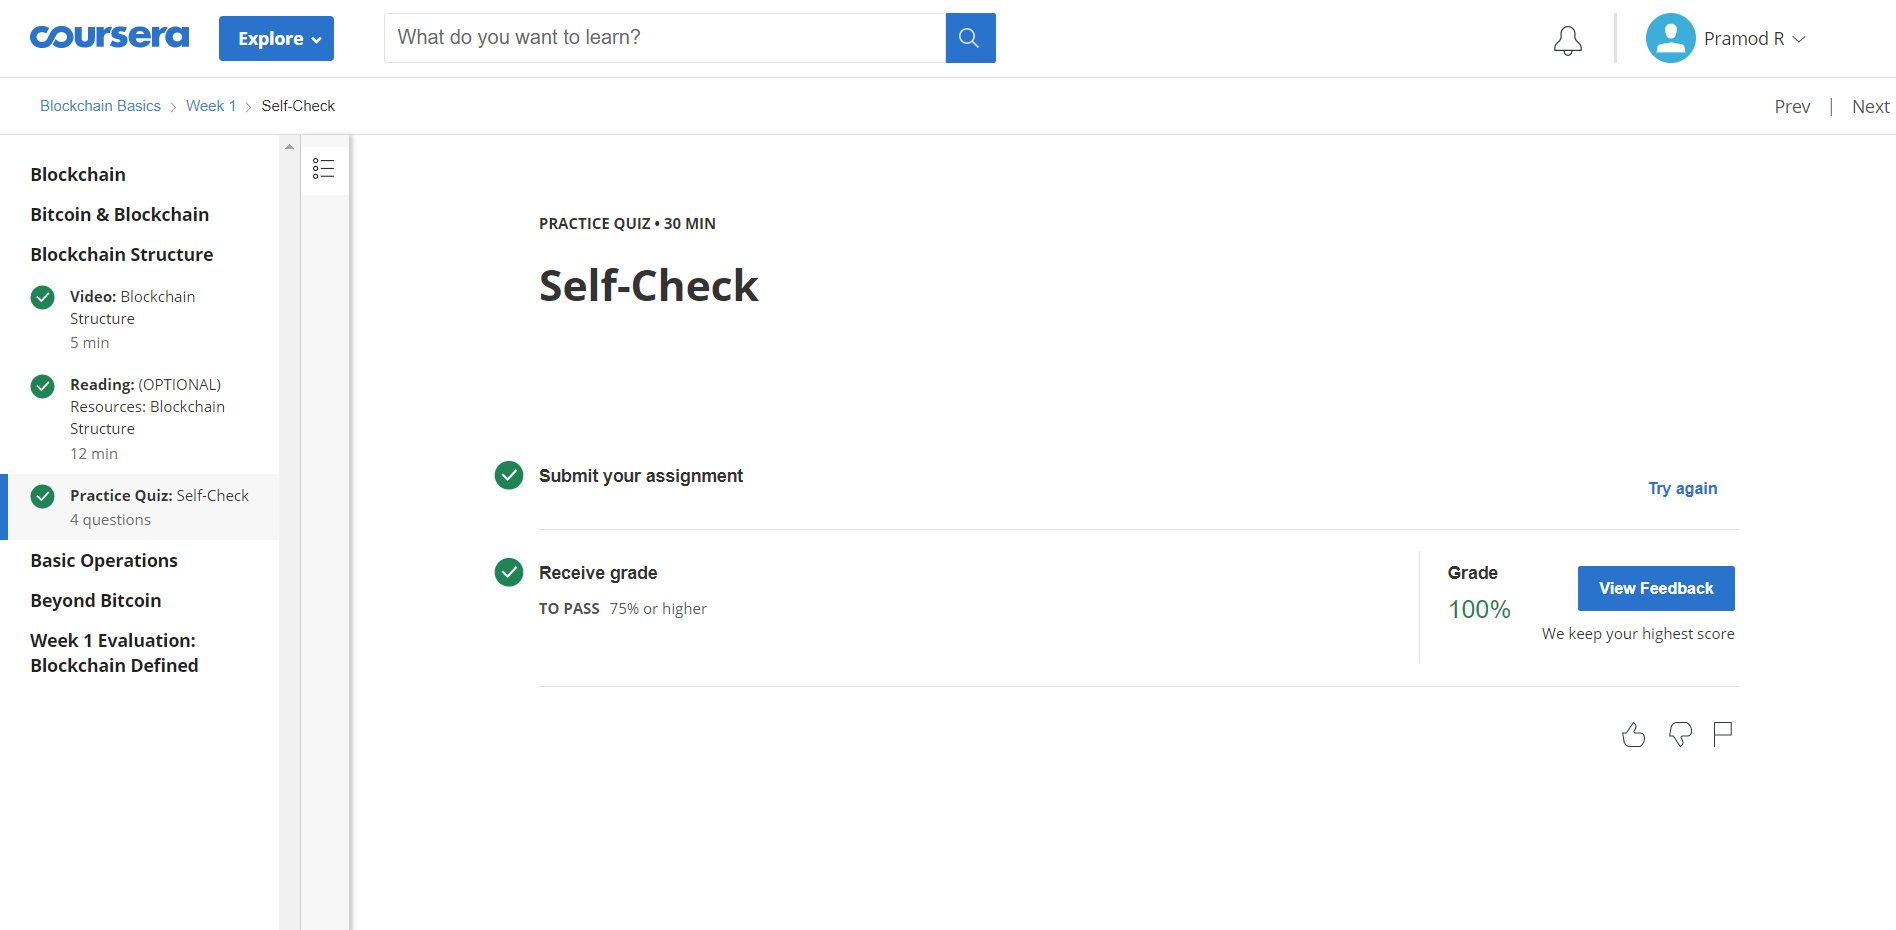 coursera
Explore
What do you want to learn?
Pramod R
Blockchain Basics > Week 1 > Self-Check
Prev | Next
Blockchain
Bitcoin & Blockchain
Blockchain Structure
Video: Blockchain
Structure
5 min
Reading: (OPTIONAL)
Resources: Blockchain
Structure
12 min
Practice Quiz: Self-Check
4 questions
Basic Operations
Beyond Bitcoin
Week 1 Evaluation:
Blockchain Defined
PRACTICE QUIZ • 30 MIN
Self-Check
Submit your assignment
Try again
Receive grade
TO PASS 75% or higher
Grade
100%
View Feedback
We keep your highest score